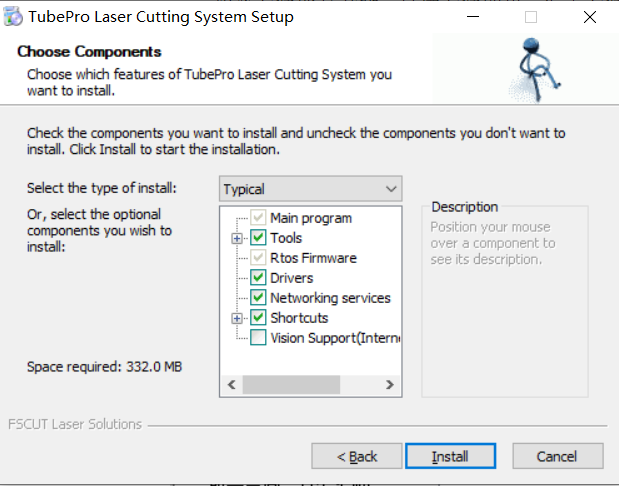 TubePro Laser Cutting System Setup
Choose Components
Choose which features of TubePro Laser Cutting System you
want to install.
Check the components you want to install and uncheck the components you don't want to
install. Click Install to start the installation.
Select the type of install:
Typical
Or, select the optional
components you wish to
install:
Main program
Tools
Rtos Firmware
Drivers
Networking services
Shortcuts
Vision Support(Intern
Description
Position your mouse
over a component to
see its description.
Space required: 332.0 MB
FSCUT Laser Solutions
< Back
Install
Cancel